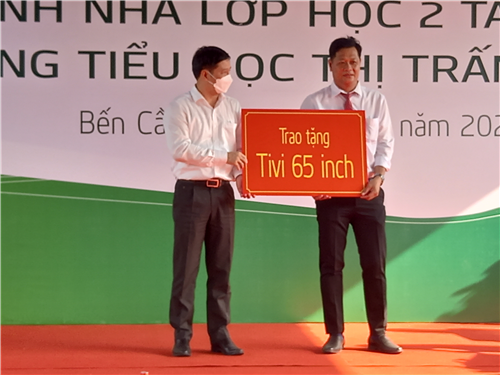 NH NHÀ LỚP HỌC 2 TẦ
NG TIỂU HỌC THỊ TRẤN
Bến Cầ năm 202
Trao tặng
Tivi 65 inch